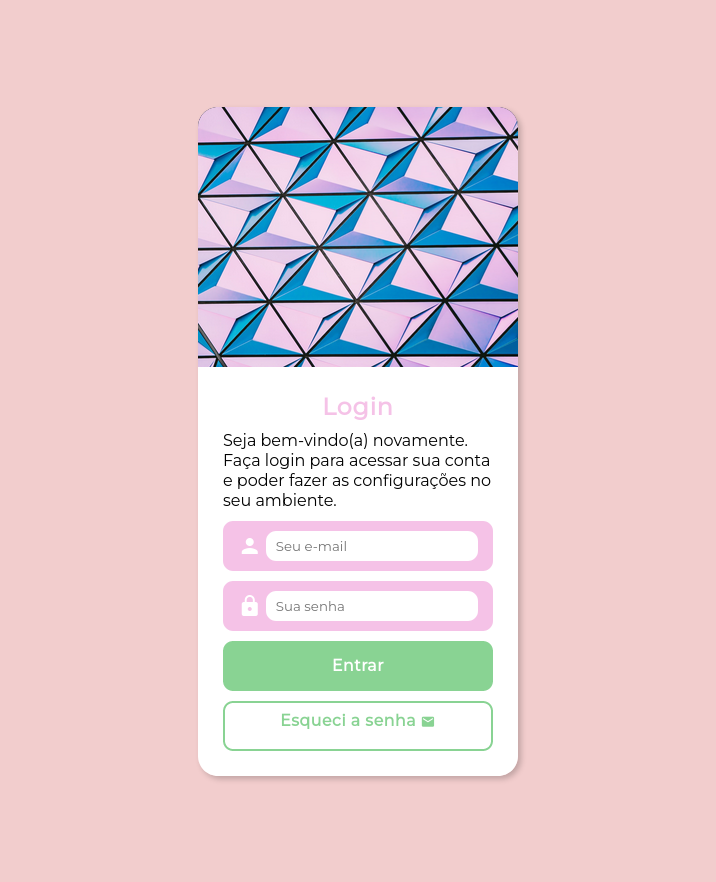 Login
Seja bem-vindo(a) novamente.
Faça login para acessar sua conta
e poder fazer as configurações no
seu ambiente.
Seu e-mail
Sua senha
Entrar
Esqueci a senha